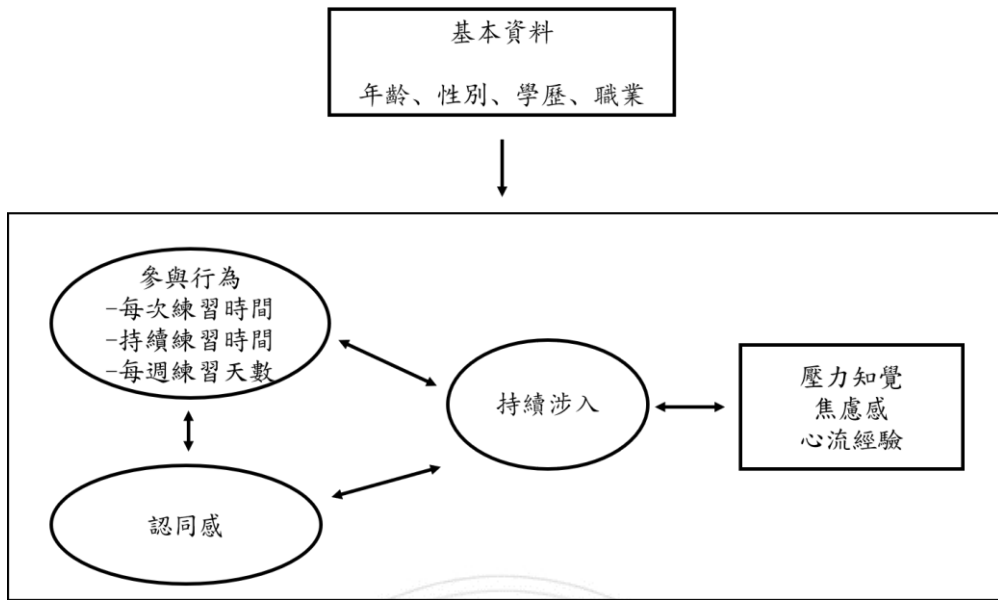 基本資料
年齡、性別、學歷、職業
參與行為
-每次練習時間
-持續練習時間
-每週練習天數
持續涉入
壓力知覺
焦慮感
心流經驗
認同感